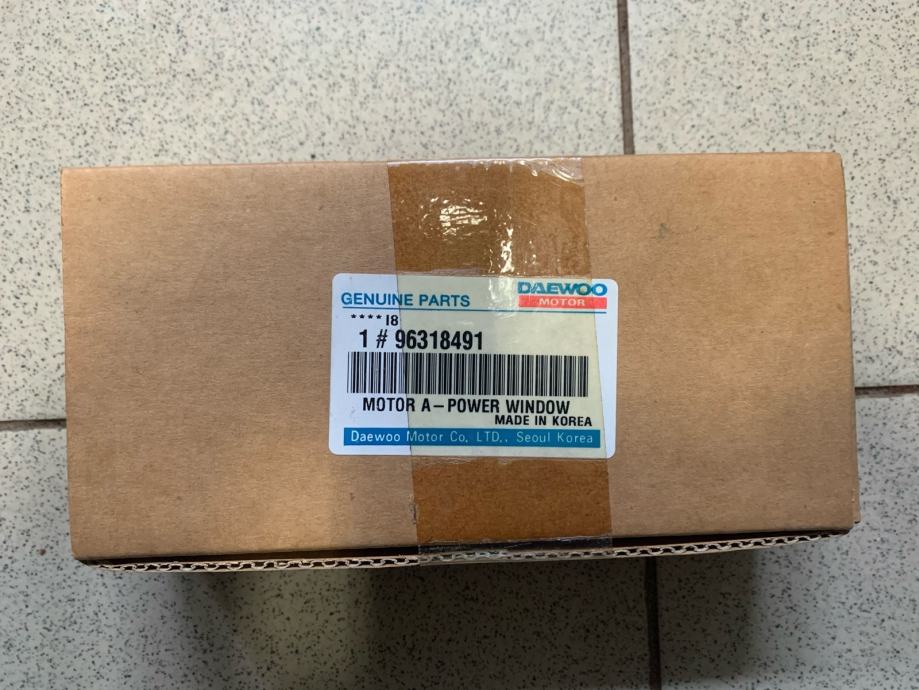 GENUINE PARTS DAEWOO
MOTOR
**** I8
1 # 96318491
MOTOR A-POWER WINDOW
MADE IN KOREA
Daewoo Motor Co, LTD,. Seoul Korea